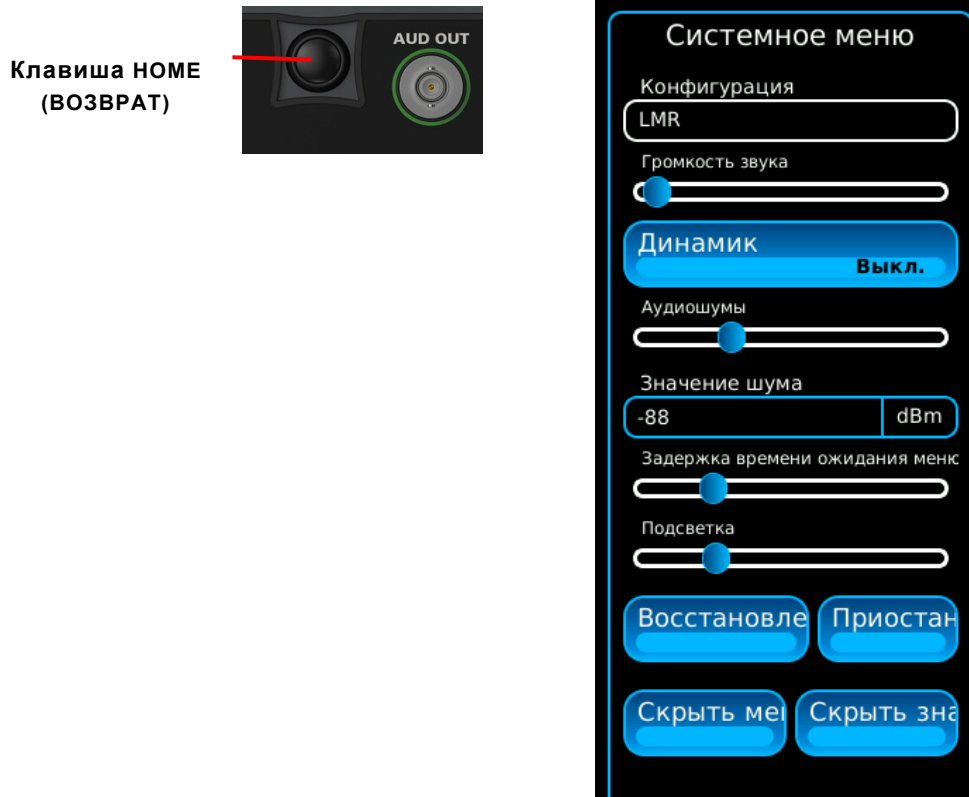 Клавиша HOME
(ВОЗВРАТ)
AUD OUT
Системное меню
Конфигурация
LMR
Громкость звука
Динамик
Выкл.
Аудиошумы
Значение шума
-88 dBm
Задержка времени ожидания меню
Подсветка
Восстановле Приостан
Скрыть ме Скрыть зна